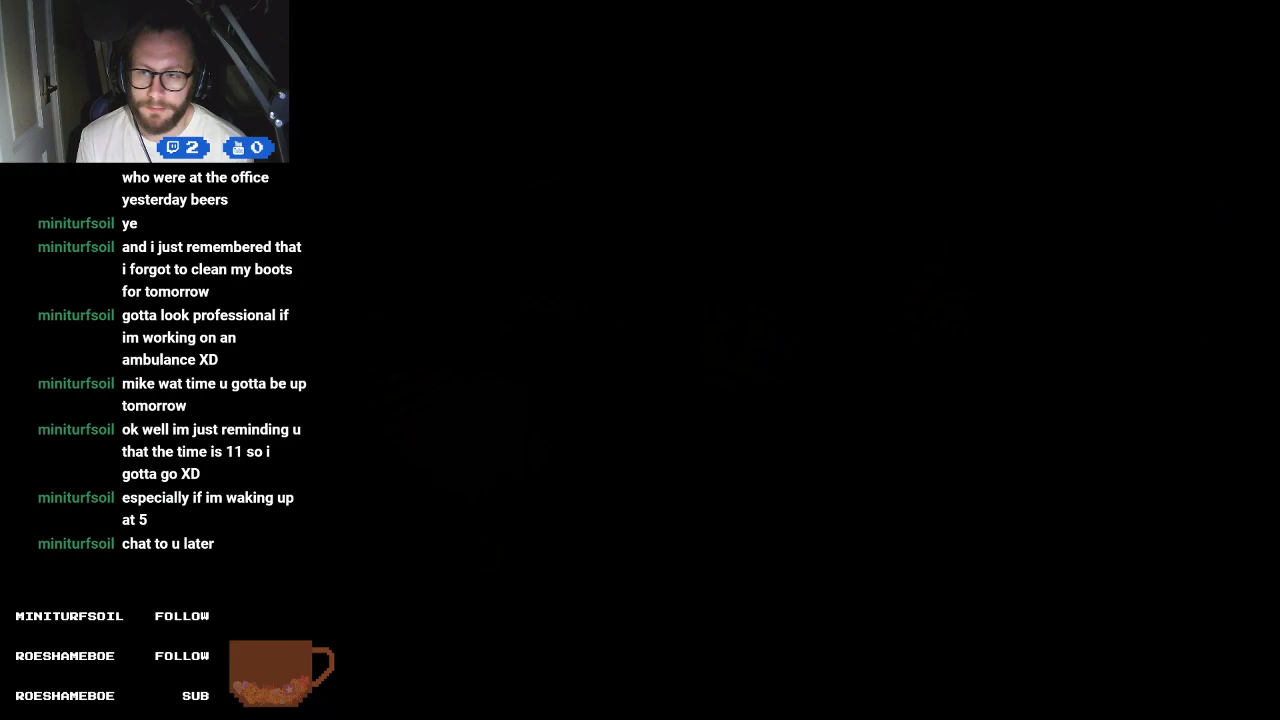 2 0
who were at the office
yesterday beers
miniturfsoil ye
miniturfsoil and i just remembered that
i forgot to clean my boots
for tomorrow
miniturfsoil gotta look professional if
im working on an
ambulance XD
miniturfsoil mike wat time u gotta be up
tomorrow
miniturfsoil ok well im just reminding u
that the time is 11 so i
gotta go XD
miniturfsoil especially if im waking up
at 5
miniturfsoil chat to u later
MINITURFSOIL FOLLOW
ROESHAMEBOE FOLLOW
ROESHAMEBOE SUB